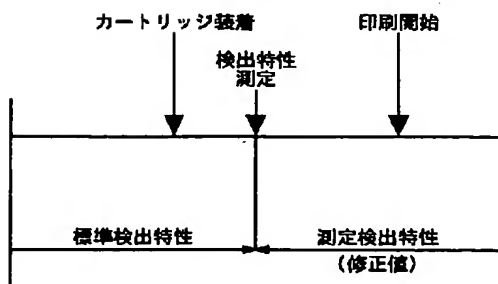 カートリッジ装着
印刷開始
検出特性
測定
標準検出特性
測定検出特性
(修正値)